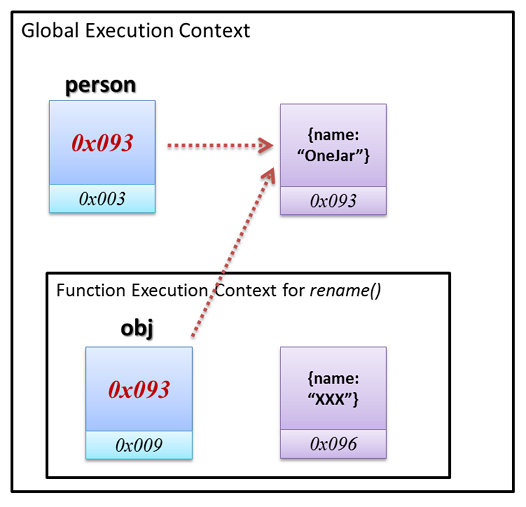 Global Execution Context
person
0x093
0x003
{name:
“OneJar”}
0x093
Function Execution Context for rename()
obj
0x093
0x009
{name:
“XXX”}
0x096